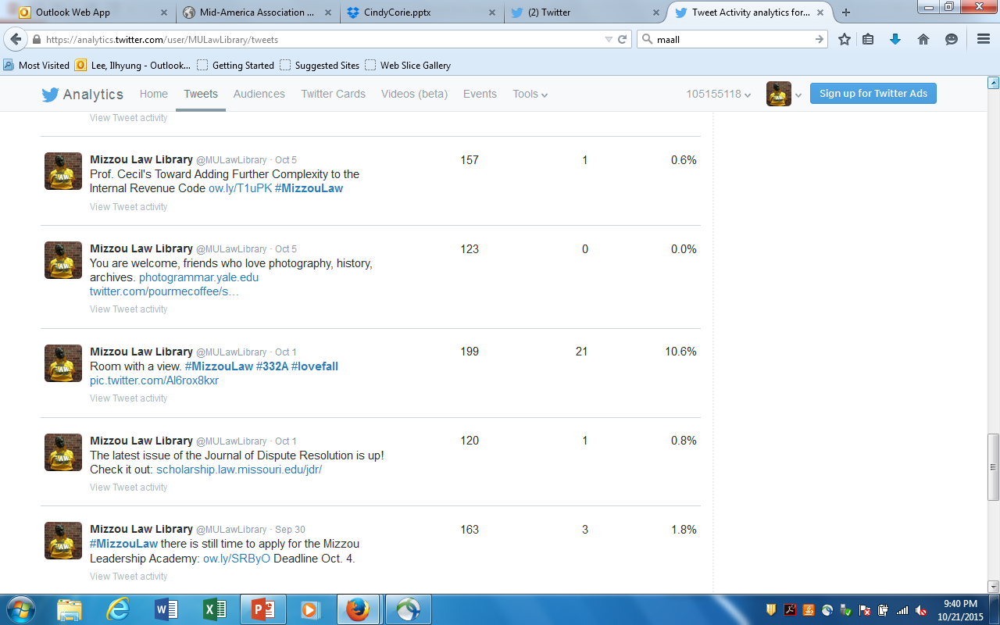 Outlook Web App
Mid-America Association ...
CindyCorie.pptx
(2) Twitter
Tweet Activity analytics for...
https://analytics.twitter.com/user/MULawLibrary/tweets
maall
Most Visited
Lee, Ilhyung - Outlook...
Getting Started
Suggested Sites
Web Slice Gallery
Analytics
Home
Tweets
Audiences
Twitter Cards
Videos (beta)
Events
Tools
105155118
Sign up for Twitter Ads
View Tweet activity
Mizzou Law Library @MULawLibrary · Oct 5
157 1 0.6%
Prof. Cecil's Toward Adding Further Complexity to the
Internal Revenue Code ow.ly/T1uPK #MizzouLaw
View Tweet activity
Mizzou Law Library @MULawLibrary · Oct 5
123 0 0.0%
You are welcome, friends who love photography, history,
archives. photogrammar.yale.edu
twitter.com/pourmecoffee/s…
View Tweet activity
Mizzou Law Library @MULawLibrary · Oct 1
199 21 10.6%
Room with a view. #MizzouLaw #332A #lovefall
pic.twitter.com/Al6rox8kxr
View Tweet activity
Mizzou Law Library @MULawLibrary · Oct 1
120 1 0.8%
The latest issue of the Journal of Dispute Resolution is up!
Check it out: scholarship.law.missouri.edu/jdr/
View Tweet activity
Mizzou Law Library @MULawLibrary · Sep 30
163 3 1.8%
#MizzouLaw there is still time to apply for the Mizzou
Leadership Academy: ow.ly/SRByO Deadline Oct. 4.
View Tweet activity
9:40 PM
10/21/2015